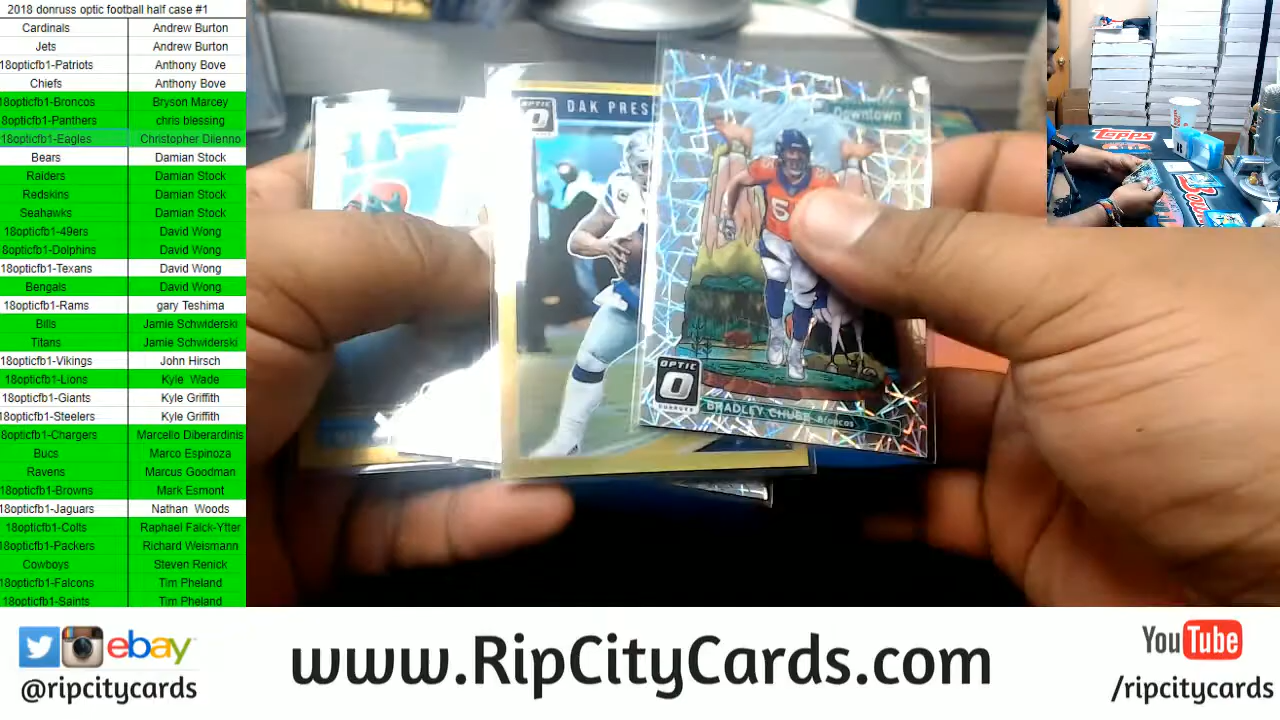 2018 donruss optic football half case #1
Cardinals Andrew Burton
Jets Andrew Burton
18opticfb1-Patriots Anthony Bove
Chiefs Anthony Bove
18opticfb1-Broncos Bryson Marcey
18opticfb1-Panthers chris blessing
18opticfb1-Eagles Christopher Dilenno
Bears Damian Stock
Raiders Damian Stock
Redskins Damian Stock
Seahawks Damian Stock
18opticfb1-49ers David Wong
18opticfb1-Dolphins David Wong
18opticfb1-Texans David Wong
Bengals David Wong
18opticfb1-Rams gary Teshima
Bills Jamie Schwiderski
Titans Jamie Schwiderski
18opticfb1-Vikings John Hirsch
18opticfb1-Lions Kyle Wade
18opticfb1-Giants Kyle Griffith
18opticfb1-Steelers Kyle Griffith
18opticfb1-Chargers Marcello Diberardinis
Bucs Marco Espinoza
Ravens Marcus Goodman
18opticfb1-Browns Mark Esmont
18opticfb1-Jaguars Nathan Woods
18opticfb1-Colts Raphael Falck-Ytter
18opticfb1-Packers Richard Weismann
Cowboys Steven Renick
18opticfb1-Falcons Tim Pheland
18opticfb1-Saints Tim Pheland
OPTIC
DAK PRES
Downtown
OPTIC
DONRUSS
BRADLEY CHUBB Broncos
Topps
ebay
@ripcitycards
www.RipCityCards.com
YouTube
/ripcitycards